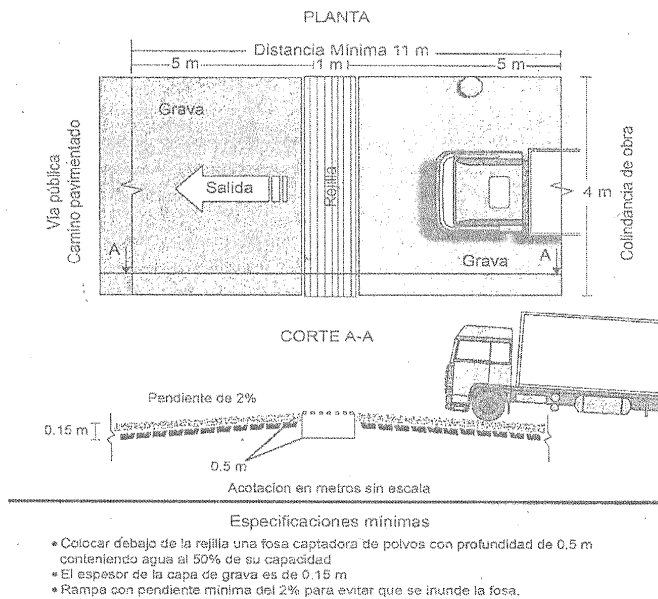 PLANTA
Distancia Mínima 11 m
5 m 1 m 5 m
Grava
Vía pública
Camino pavimentado
Salida
Rejilla
4 m
Colindancia de obra
A
Grava
A
CORTE A-A
Pendiente de 2%
0.15 m
0.5 m
Acotacion en metros sin escala
Especificaciones mínimas
• Colocar debajo de la rejilla una fosa captadora de polvos con profundidad de 0.5 m
conteniendo agua al 50% de su capacidad
• El espesor de la capa de grava es de 0.15 m
• Rampa con pendiente minima del 2% para evitar que se inunde la fosa.